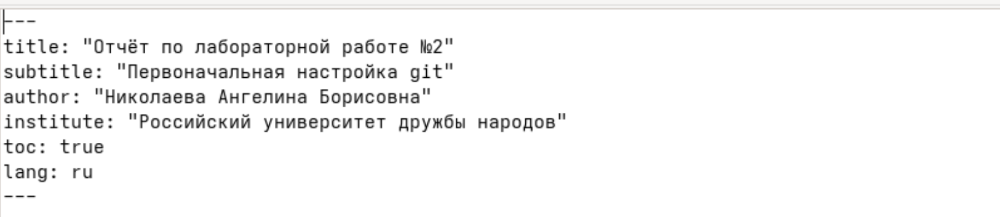 ---
title: "Отчёт по лабораторной работе №2"
subtitle: "Первоначальная настройка git"
author: "Николаева Ангелина Борисовна"
institute: "Российский университет дружбы народов"
toc: true
lang: ru
---